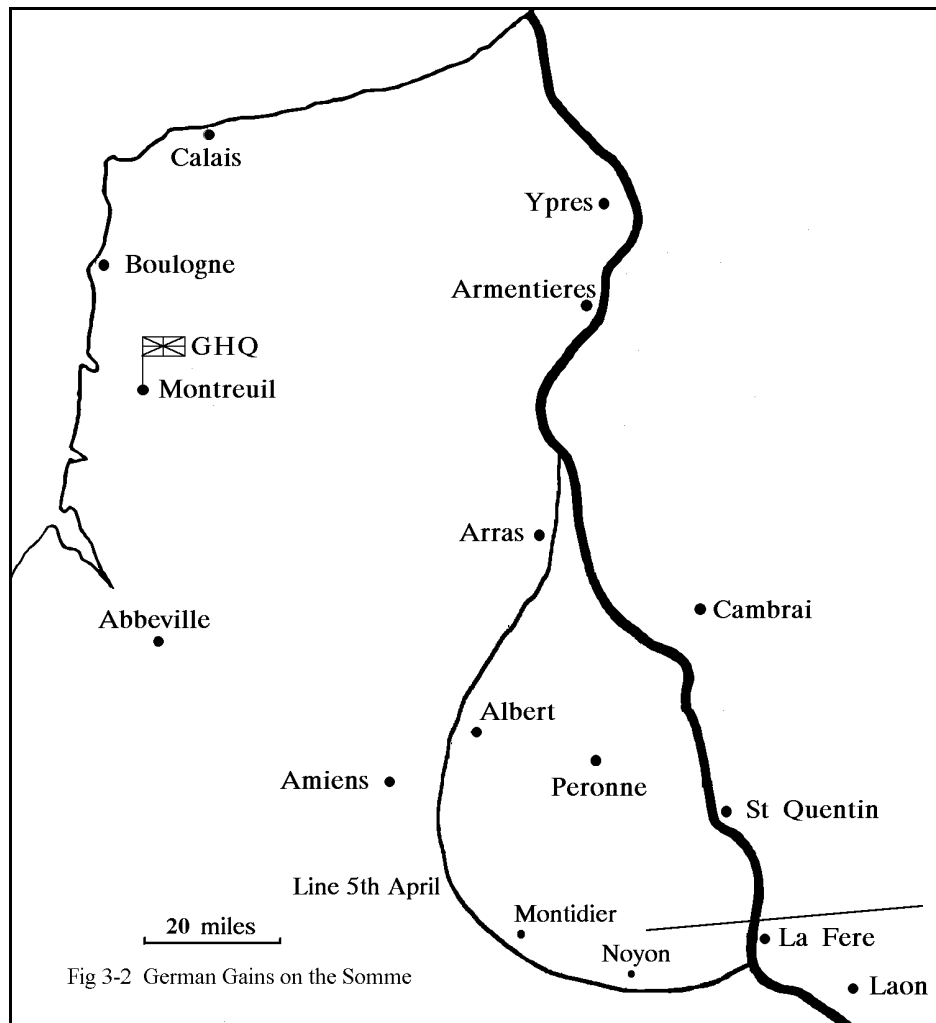 Calais
Ypres
Boulogne
Armentieres
GHQ
Montreuil
Arras
Cambrai
Abbeville
Albert
Amiens
Peronne
St Quentin
Line 5th April
Montidier
20 miles
La Fere
Noyon
Fig 3-2 German Gains on the Somme
Laon